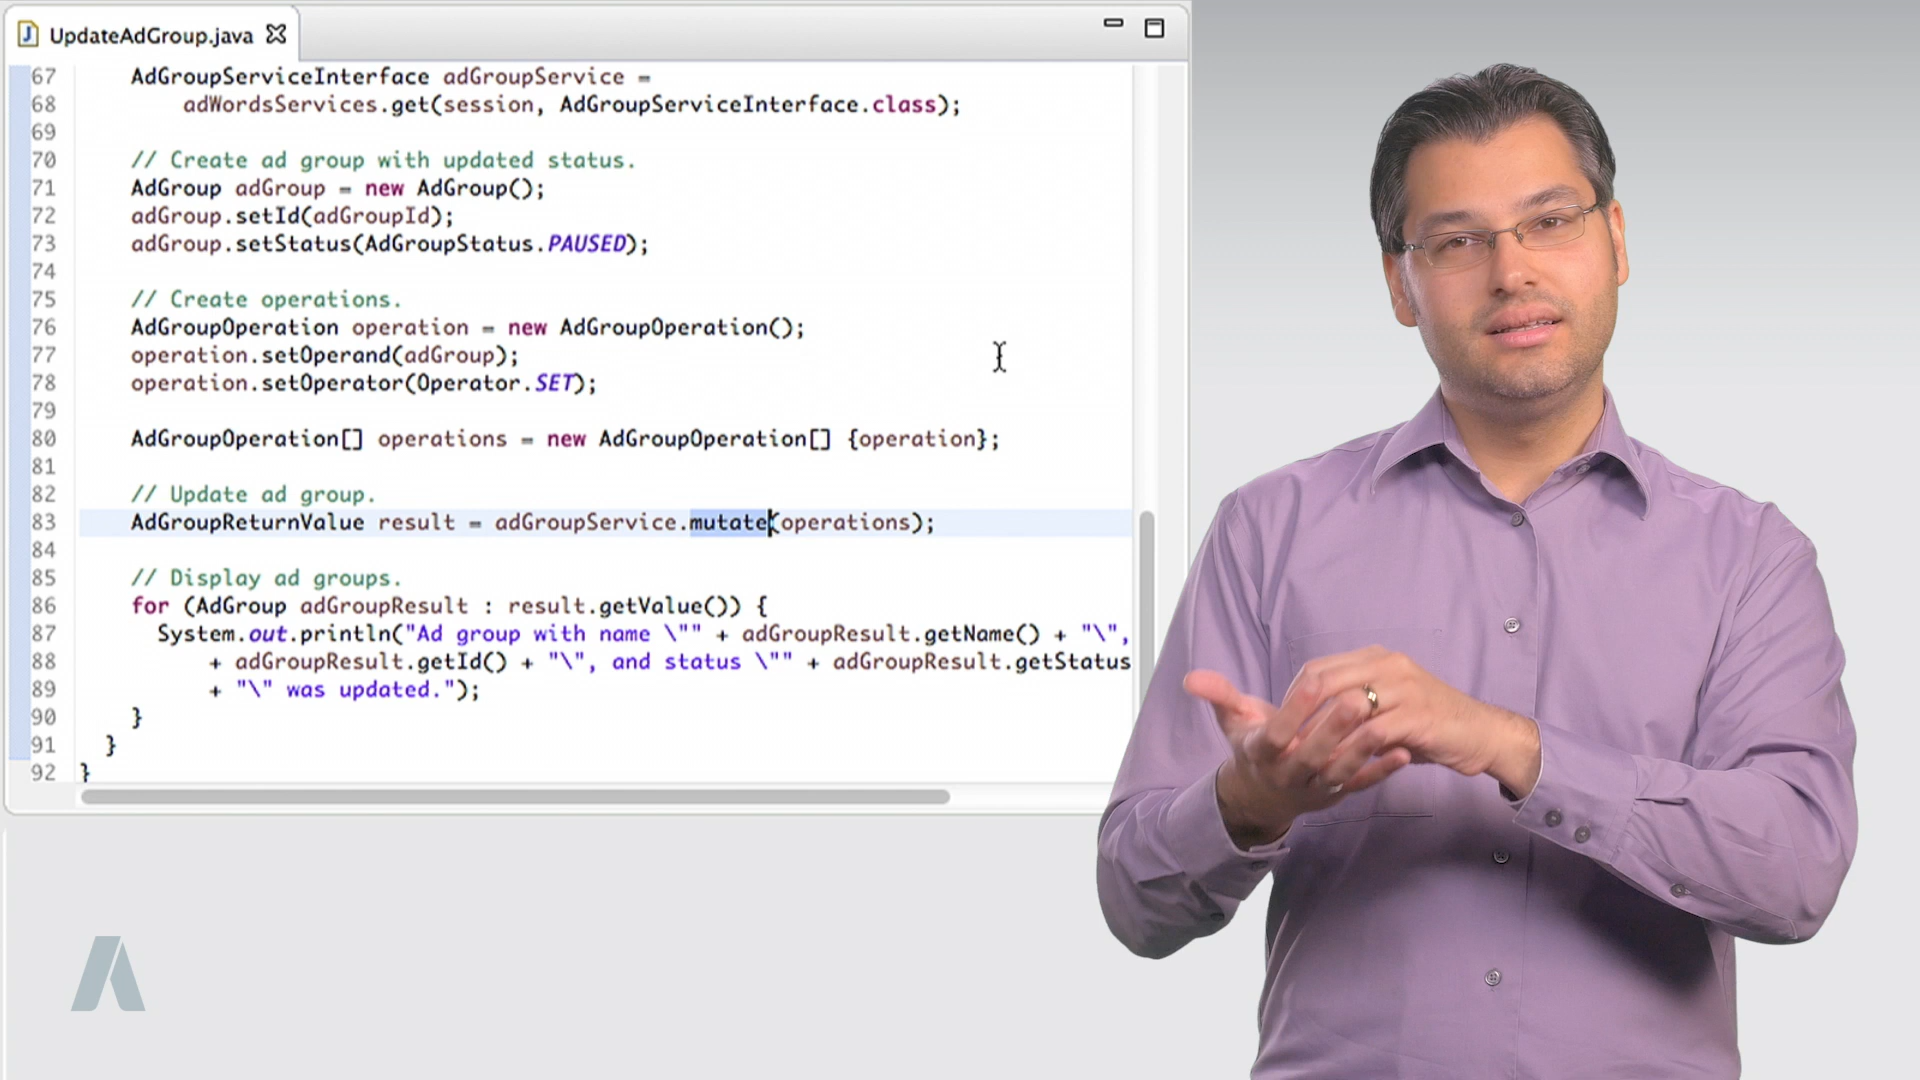 UpdateAdGroup.java
67 AdGroupServiceInterface adGroupService =
68 adWordsServices.get(session, AdGroupServiceInterface.class);
69
70 // Create ad group with updated status.
71 AdGroup adGroup = new AdGroup();
72 adGroup.setId(adGroupId);
73 adGroup.setStatus(AdGroupStatus.PAUSED);
74
75 // Create operations.
76 AdGroupOperation operation = new AdGroupOperation();
77 operation.setOperand(adGroup);
78 operation.setOperator(Operator.SET);
79
80 AdGroupOperation[] operations = new AdGroupOperation[] {operation};
81
82 // Update ad group.
83 AdGroupReturnValue result = adGroupService.mutate(operations);
84
85 // Display ad groups.
86 for (AdGroup adGroupResult : result.getValue()) {
87 System.out.println("Ad group with name \"" + adGroupResult.getName() + "\",
88 + adGroupResult.getId() + "\", and status \"" + adGroupResult.getStatus
89 + "\" was updated.");
90 }
91 }
92 }